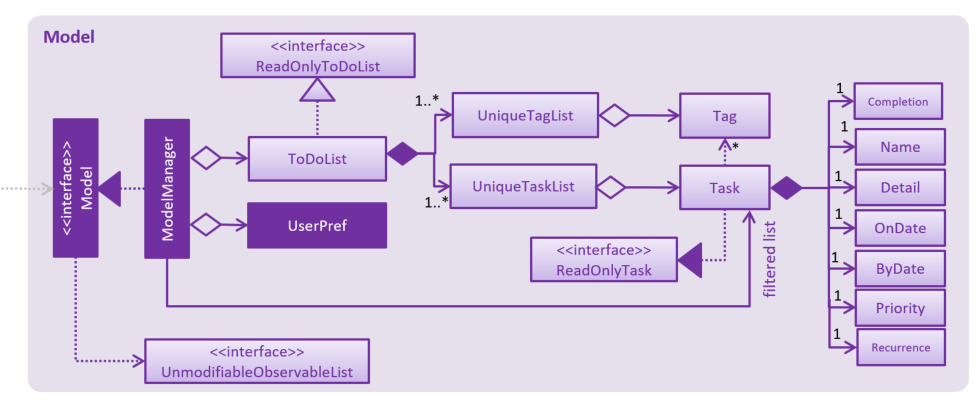 Model
<<interface>>
ReadOnlyToDoList
<<interface>>
Model
ModelManager
ToDoList
UserPref
1..*
UniqueTagList
Tag
*
1..*
UniqueTaskList
Task
<<interface>>
ReadOnlyTask
filtered list
1
Completion
1
Name
1
Detail
1
OnDate
1
ByDate
1
Priority
1
Recurrence
<<interface>>
UnmodifiableObservableList